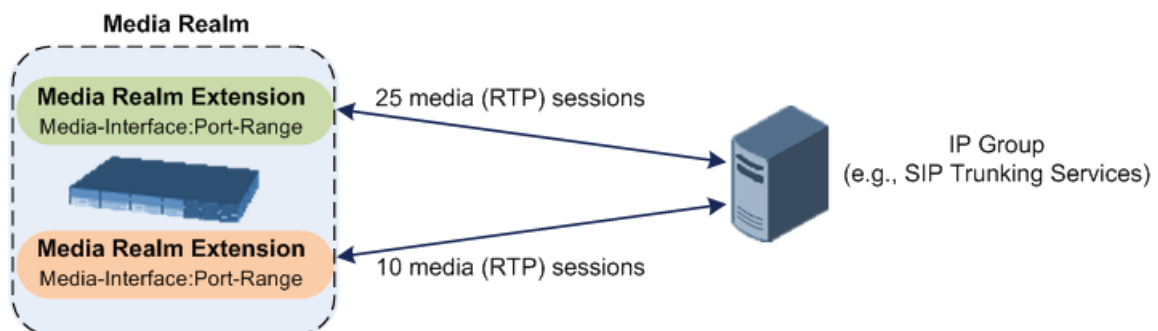 Media Realm
Media Realm Extension
Media-Interface:Port-Range
25 media (RTP) sessions
IP Group
(e.g., SIP Trunking Services)
Media Realm Extension
Media-Interface:Port-Range
10 media (RTP) sessions